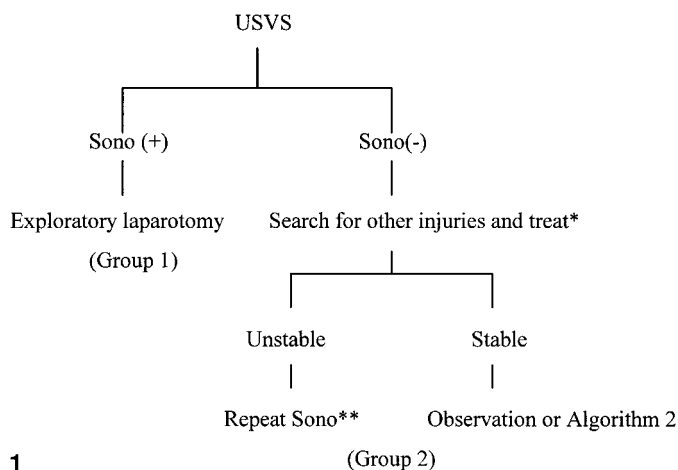 USVS
Sono (+) Sono(-)
Exploratory laparotomy Search for other injuries and treat*
(Group 1)
Unstable Stable
Repeat Sono** Observation or Algorithm 2
1 (Group 2)